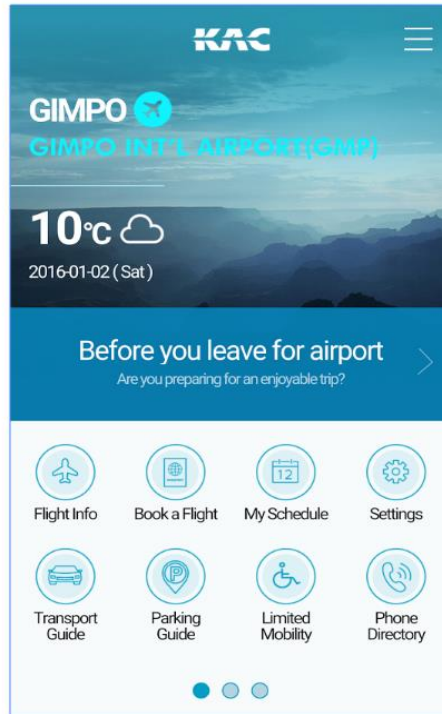 KAC
GIMPO
GIMPO INT'L AIRPORT(GMP)
10℃
2016-01-02 ( Sat )
Before you leave for airport
Are you preparing for an enjoyable trip?
Flight Info
Book a Flight
12
My Schedule
Settings
Transport
Guide
P
Parking
Guide
Limited
Mobility
Phone
Directory